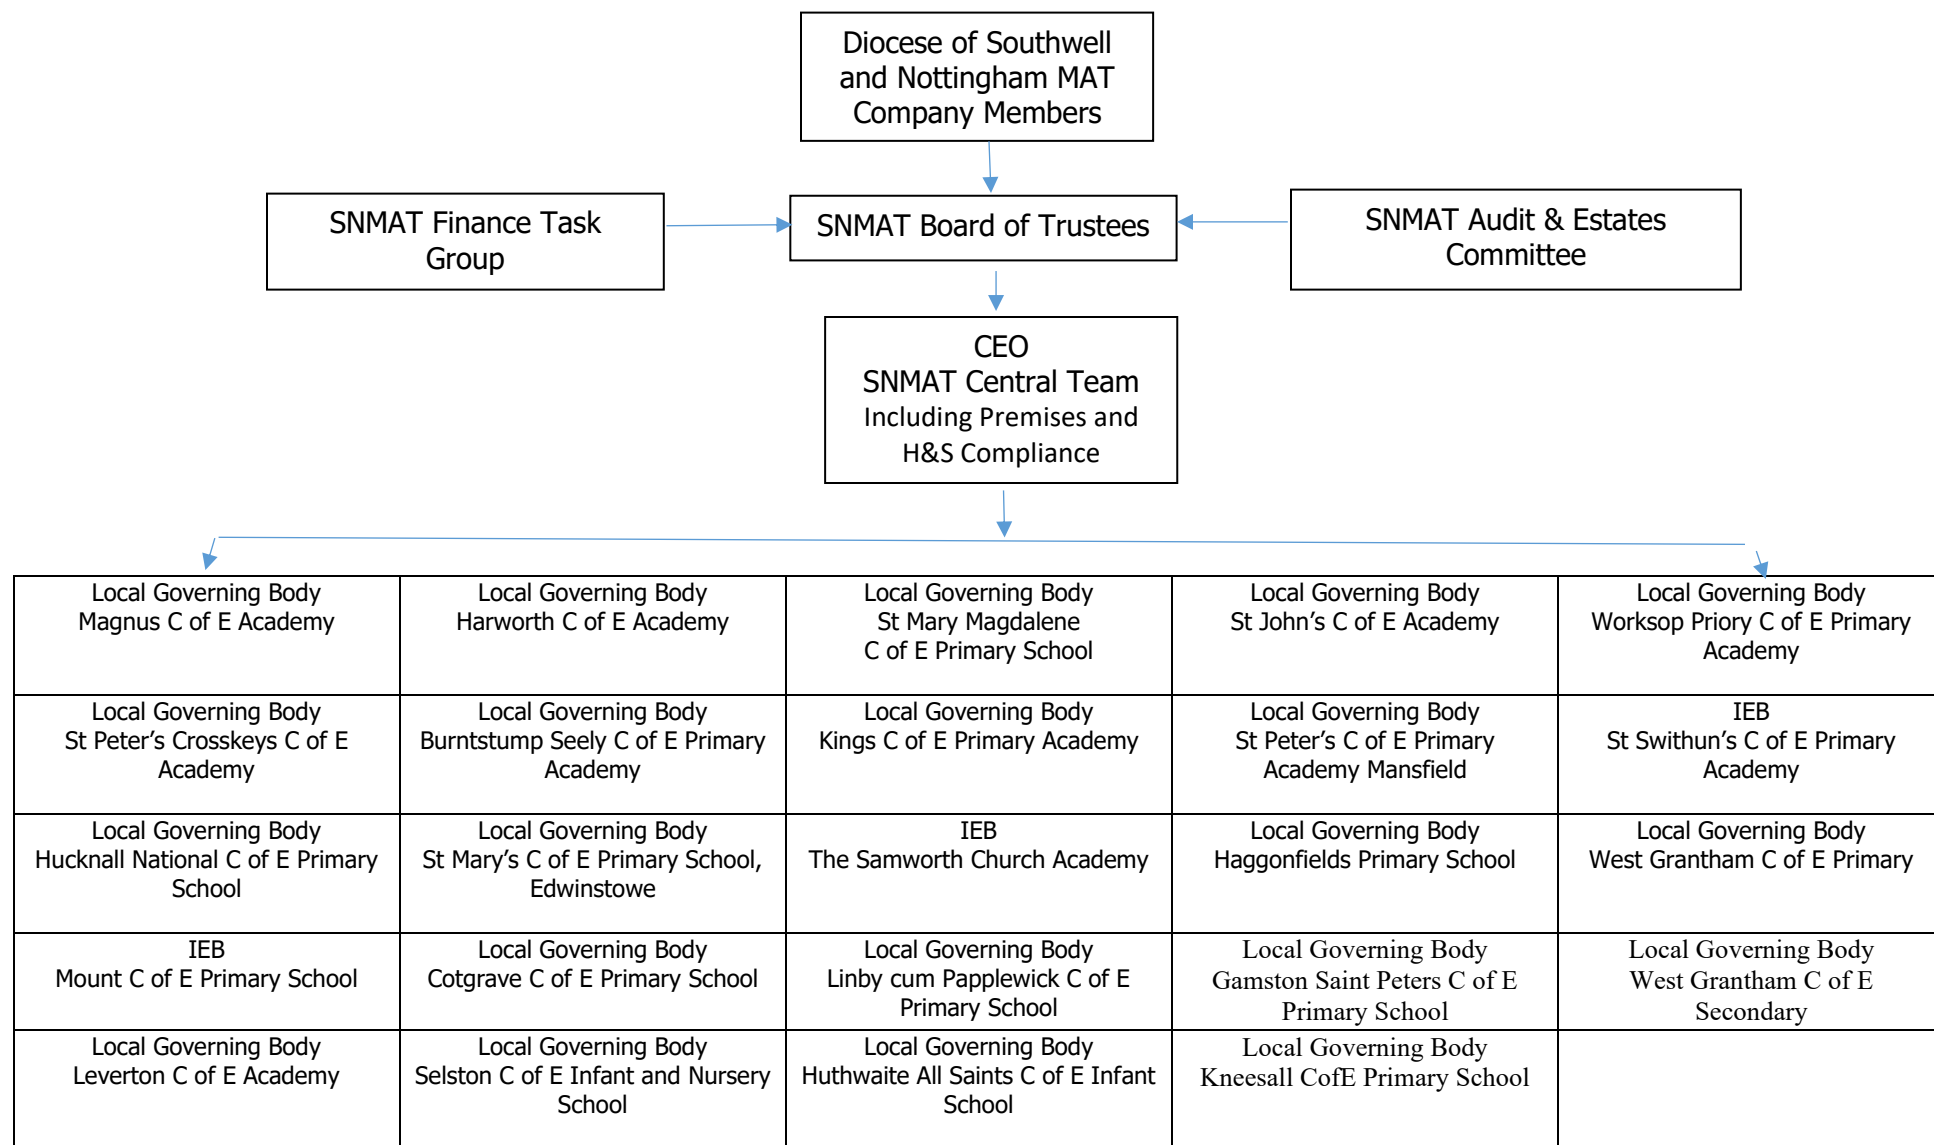 Diocese of Southwell
and Nottingham MAT
Company Members
SNMAT Finance Task
Group
SNMAT Board of Trustees
SNMAT Audit & Estates
Committee
CEO
SNMAT Central Team
Including Premises and
H&S Compliance
Local Governing Body
Magnus C of E Academy
Local Governing Body
Harworth C of E Academy
Local Governing Body
St Mary Magdalene
C of E Primary School
Local Governing Body
St John’s C of E Academy
Local Governing Body
Worksop Priory C of E Primary
Academy
Local Governing Body
St Peter’s Crosskeys C of E
Academy
Local Governing Body
Burntstump Seely C of E Primary
Academy
Local Governing Body
Kings C of E Primary Academy
Local Governing Body
St Peter’s C of E Primary
Academy Mansfield
IEB
St Swithun’s C of E Primary
Academy
Local Governing Body
Hucknall National C of E Primary
School
Local Governing Body
St Mary’s C of E Primary School,
Edwinstowe
IEB
The Samworth Church Academy
Local Governing Body
Haggonfields Primary School
Local Governing Body
West Grantham C of E Primary
IEB
Mount C of E Primary School
Local Governing Body
Cotgrave C of E Primary School
Local Governing Body
Linby cum Papplewick C of E
Primary School
Local Governing Body
Gamston Saint Peters C of E
Primary School
Local Governing Body
West Grantham C of E
Secondary
Local Governing Body
Leverton C of E Academy
Local Governing Body
Selston C of E Infant and Nursery
School
Local Governing Body
Huthwaite All Saints C of E Infant
School
Local Governing Body
Kneesall CofE Primary School